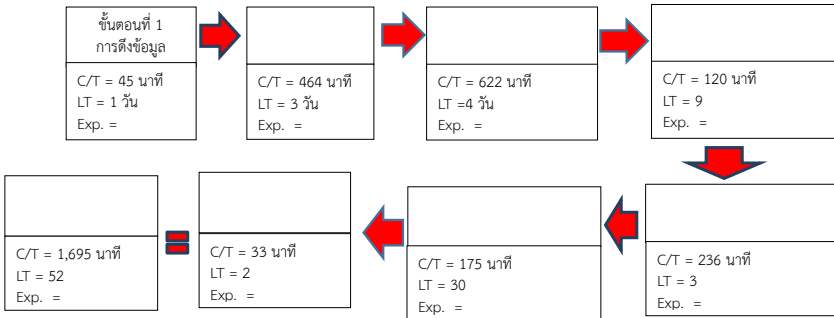 ขั้นตอนที่ 1
การดึงข้อมูล
C/T = 45 นาที
LT = 1 วัน
Exp. =
C/T = 464 นาที
LT = 3 วัน
Exp. =
C/T = 622 นาที
LT =4 วัน
Exp. =
C/T = 120 นาที
LT = 9
Exp. =
C/T = 236 นาที
LT = 3
Exp. =
C/T = 175 นาที
LT = 30
Exp. =
C/T = 33 นาที
LT = 2
Exp. =
C/T = 1,695 นาที
LT = 52
Exp. =